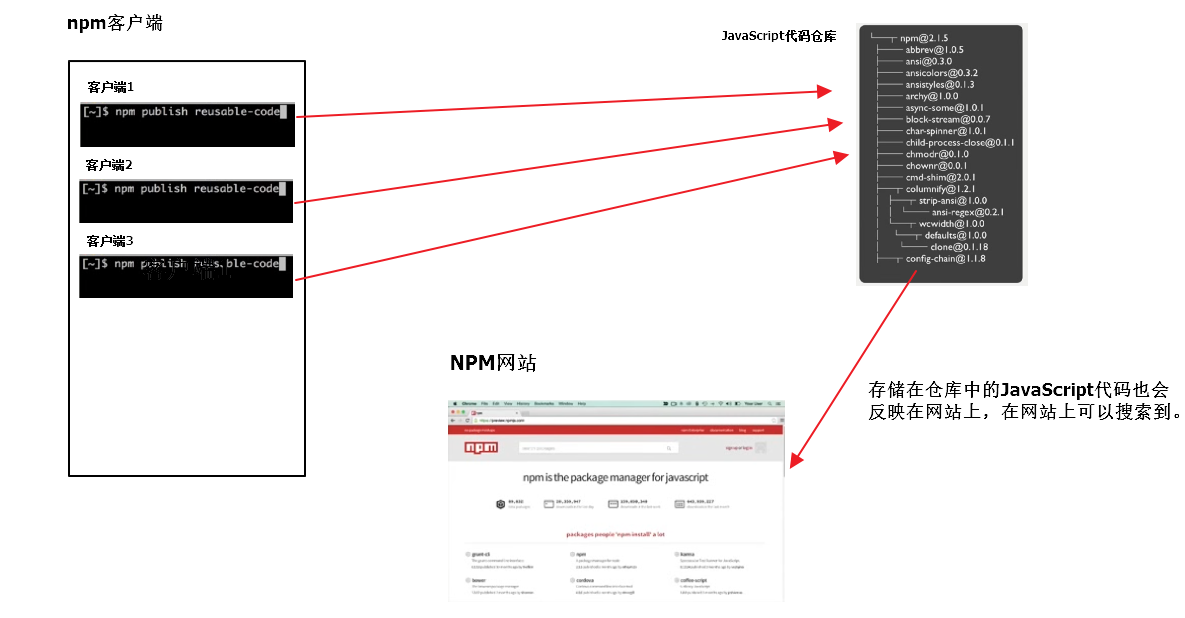 npm客户端
JavaScript代码仓库
客户端1
[~]$ npm publish reusable-code
客户端2
[~]$ npm publish reusable-code
客户端3
[~]$ npm publish
ble-code
npm@2.1.5
abbrev@1.0.5
ansi@0.3.0
ansicolors@0.3.2
ansistyles@0.1.3
archy@1.0.0
async-some@1.0.1
block-stream@0.0.7
char-spinner@1.0.1
child-process-close@0.1.1
chmodr@0.1.0
chownr@0.0.1
cmd-shim@2.0.1
columnify@1.2.1
strip-ansi@1.0.0
ansi-regex@0.2.1
wcwidth@1.0.0
defaults@1.0.0
clone@0.1.18
config-chain@1.1.8
NPM网站
存储在仓库中的JavaScript代码也会
反映在网站上，在网站上可以搜索到。
npm
npm is the package manager for javascript
packages people 'npm install' a lot
grunt-cli
npm
karma
bower
cordova
coffee-script